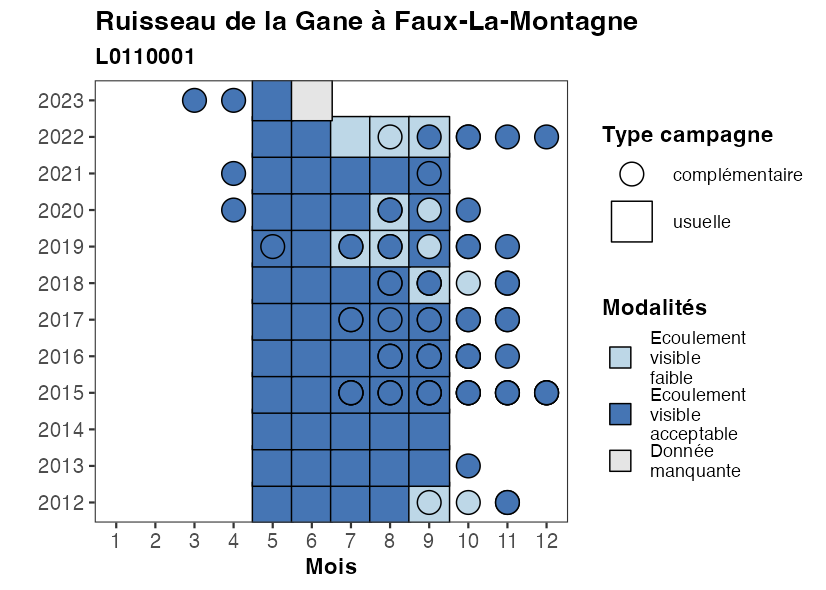 Ruisseau de la Gane à Faux-La-Montagne
L0110001
2023
2022
2021
2020
2019
2018
2017
2016
2015
2014
2013
2012
1 2 3 4 5 6 7 8 9 10 11 12
Mois
Type campagne
complémentaire
usuelle
Modalités
Ecoulement
visible
faible
Ecoulement
visible
acceptable
Donnée
manquante